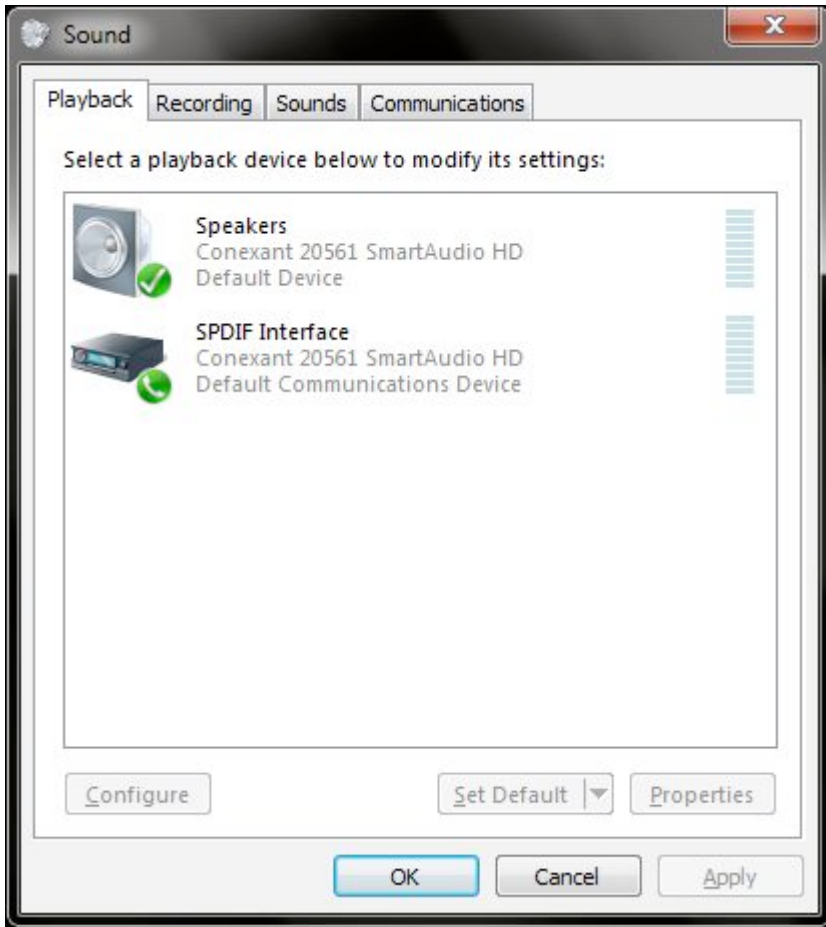 Sound
X
Playback Recording Sounds Communications
Select a playback device below to modify its settings:
Speakers
Conexant 20561 SmartAudio HD
Default Device
SPDIF Interface
Conexant 20561 SmartAudio HD
Default Communications Device
Configure Set Default Properties
OK Cancel Apply